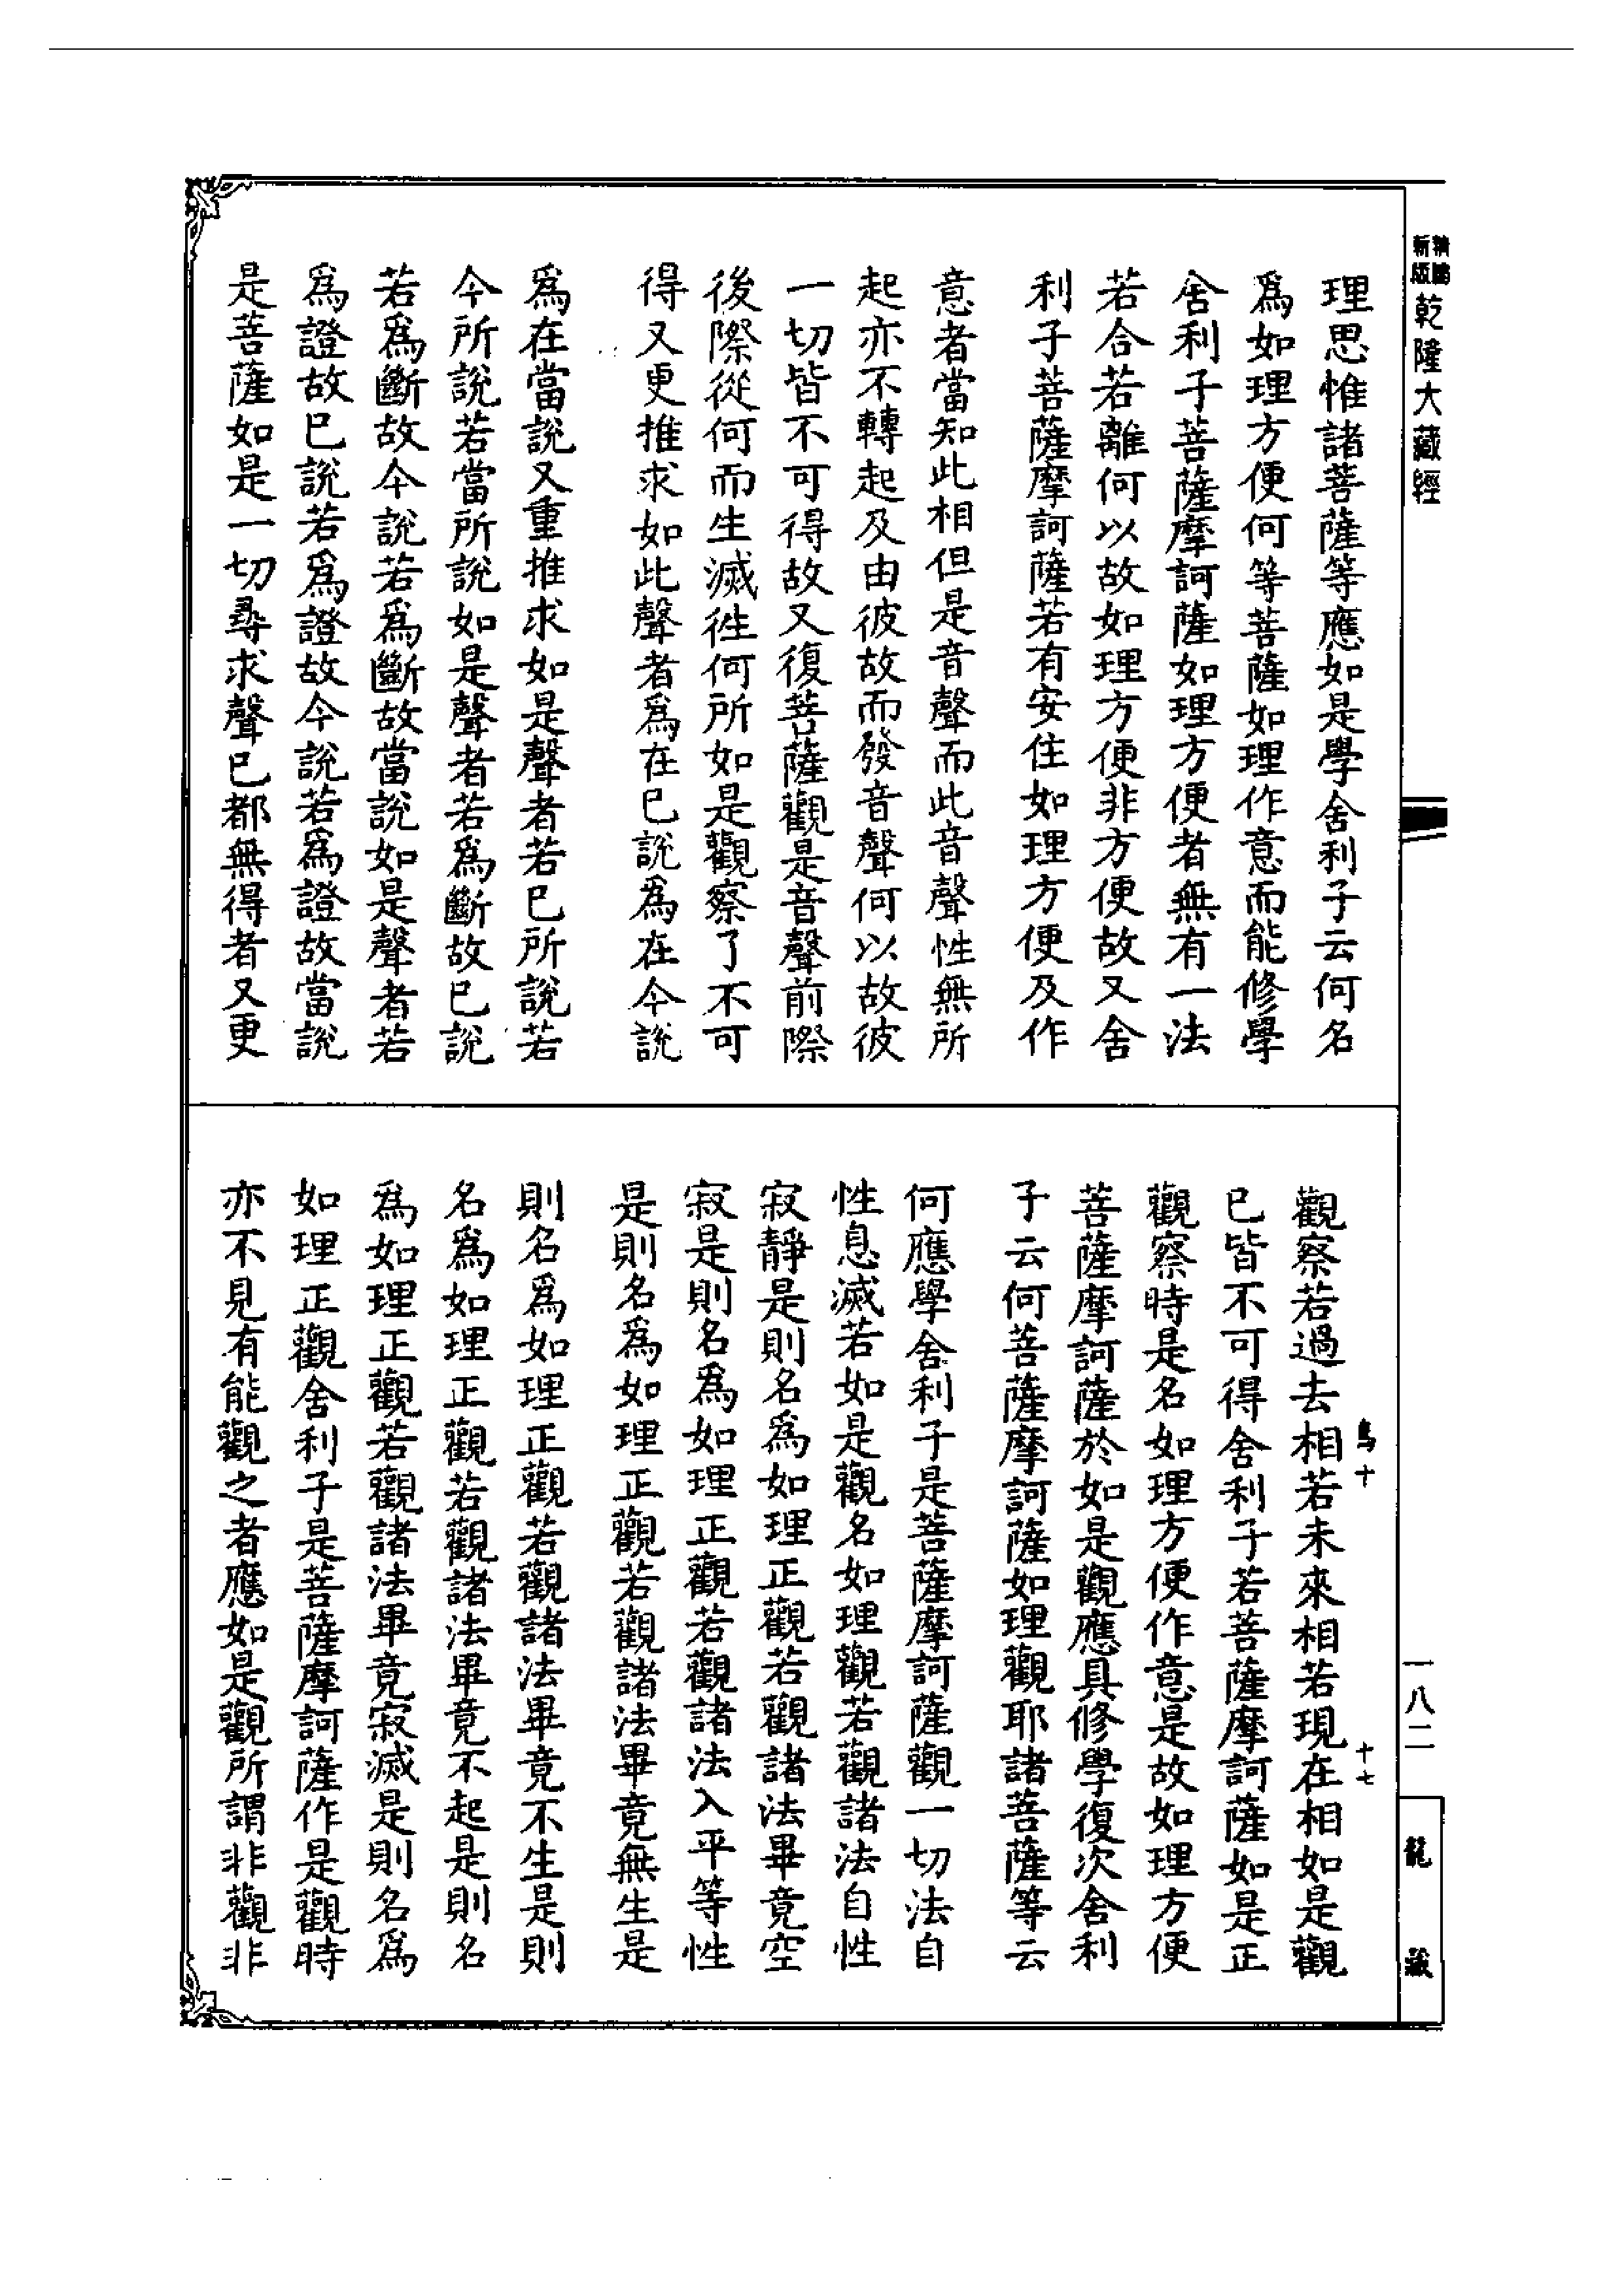 新版
乾隆大藏經
理思惟諸菩薩等應如是學舍利子云何名
爲如理方便何等菩薩如理作意而能修學
舍利子菩薩摩訶薩如理方便者無有一法
若合若離何以故如理方便非方便故又舍
利子菩薩摩訶薩若有安住如理方便及作
意者當知此相但是音聲而此音聲性無所
起亦不轉起及由彼故而發音聲何以故彼
一切皆不可得故又復菩薩觀是音聲前際
後際從何而生滅徃何所如是觀察了不可
得又更推求如此聲者爲在已說爲在今說
爲在當說又重推求如是聲者若已所說若
今所說若當所說如是聲者若爲斷故已說
若爲斷故今說若爲斷故當說如是聲者若
爲證故已說若爲證故今說若爲證故當說
是菩薩如是一切尋求聲已都無得者又更
觀察若過去相若未來相若現在相如是觀
已皆不可得舍利子若菩薩摩訶薩如是正
觀察時是名如理方便作意是故如理方便
菩薩摩訶薩於如是觀應具修學復次舍利
子云何菩薩摩訶薩如理觀耶諸菩薩等云
何應學舍利子是菩薩摩訶薩觀一切法自
性息滅若如是觀名如理觀若觀諸法自性
寂靜是則名爲如理正觀若觀諸法畢竟空
寂是則名爲如理正觀若觀諸法入平等性
是則名爲如理正觀若觀諸法畢竟無生是
則名爲如理正觀若觀諸法畢竟不生是則
名爲如理正觀若觀諸法畢竟不起是則名
爲如理正觀若觀諸法畢竟寂滅是則名爲
如理正觀舍利子是菩薩摩訶薩作是觀時
亦不見有能觀之者應如是觀所謂非觀非
十
十七
一八二
龍藏